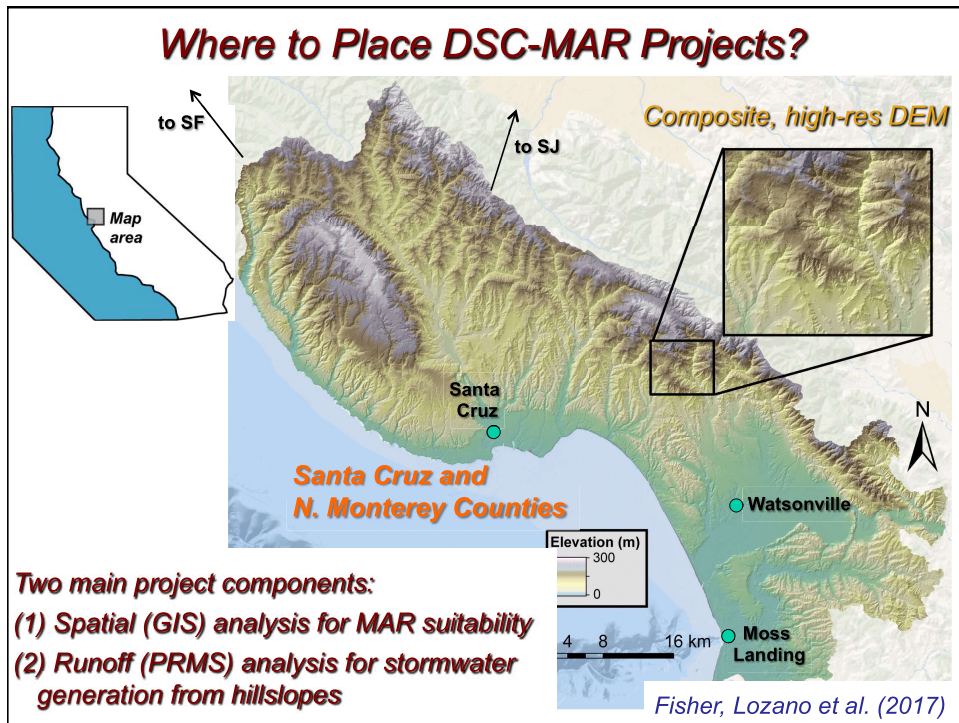 Where to Place DSC-MAR Projects?
to SF
to SJ
Composite, high-res DEM
Map
area
Santa
Cruz
N
Santa Cruz and
N. Monterey Counties
Watsonville
Elevation (m)
300
0
4 8 16 km
Moss
Landing
Two main project components:
(1) Spatial (GIS) analysis for MAR suitability
(2) Runoff (PRMS) analysis for stormwater
generation from hillslopes
Fisher, Lozano et al. (2017)